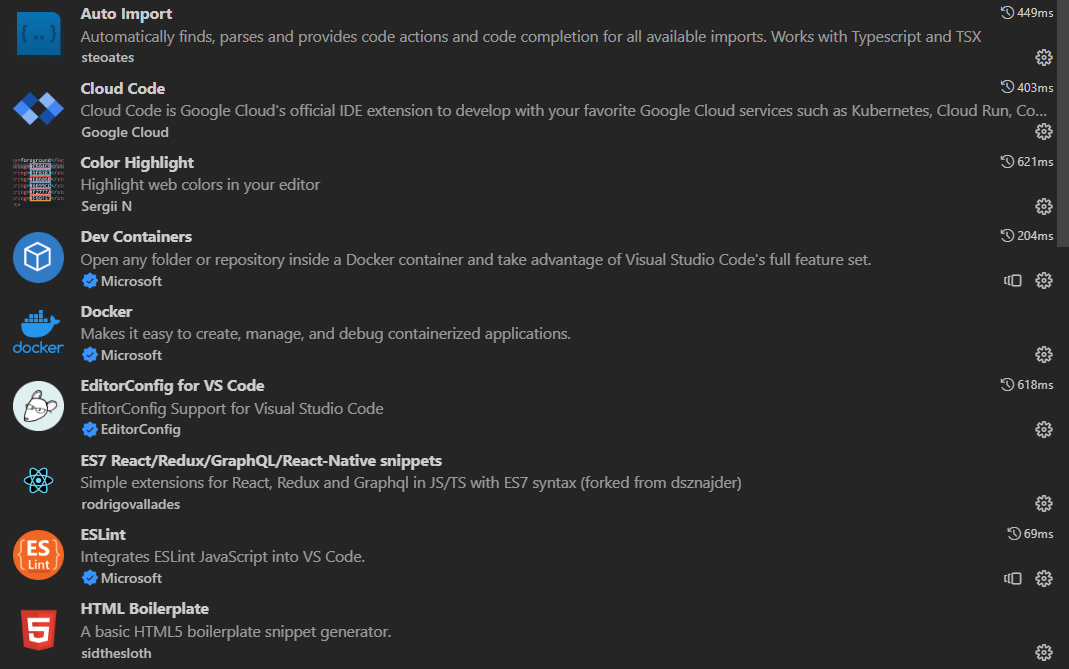 Auto Import 449ms
Automatically finds, parses and provides code actions and code completion for all available imports. Works with Typescript and TSX
steoates
Cloud Code 403ms
Cloud Code is Google Cloud's official IDE extension to develop with your favorite Google Cloud services such as Kubernetes, Cloud Run, Co...
Google Cloud
Color Highlight 621ms
Highlight web colors in your editor
Sergii N
Dev Containers 204ms
Open any folder or repository inside a Docker container and take advantage of Visual Studio Code's full feature set.
Microsoft
docker
Docker
Makes it easy to create, manage, and debug containerized applications.
Microsoft
EditorConfig for VS Code 618ms
EditorConfig Support for Visual Studio Code
EditorConfig
ES7 React/Redux/GraphQL/React-Native snippets
Simple extensions for React, Redux and Graphql in JS/TS with ES7 syntax (forked from dsznajder)
rodrigovallades
{ES}
Lint
ESLint 69ms
Integrates ESLint JavaScript into VS Code.
Microsoft
5
HTML Boilerplate
A basic HTML5 boilerplate snippet generator.
sidthesloth